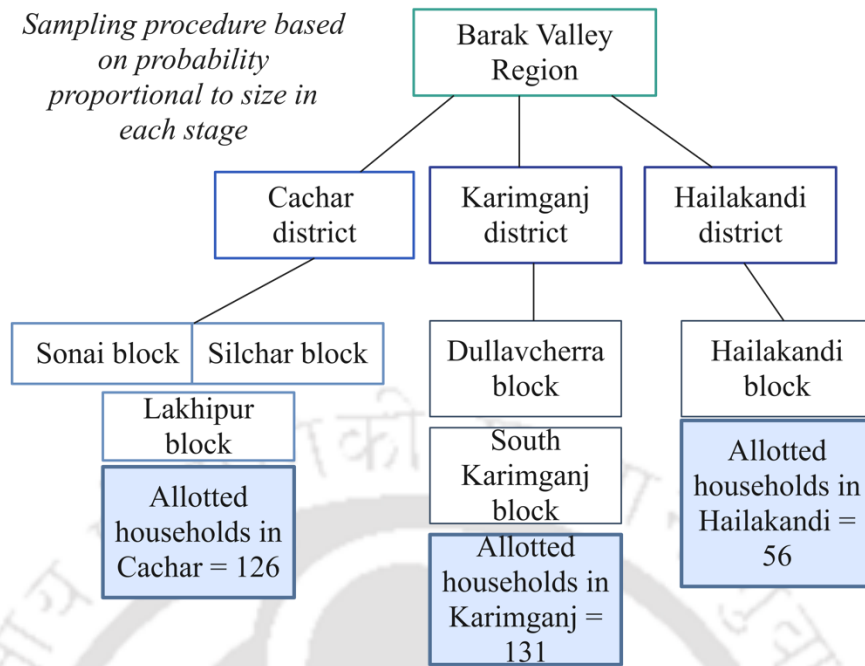 Sampling procedure based
on probability
proportional to size in
each stage
Barak Valley
Region
Cachar
district
Karimganj
district
Hailakandi
district
Sonai block
Silchar block
Lakhipur
block
Allotted
households in
Cachar = 126
Dullavcherra
block
South
Karimganj
block
Allotted
households in
Karimganj =
131
Hailakandi
block
Allotted
households in
Hailakandi =
56